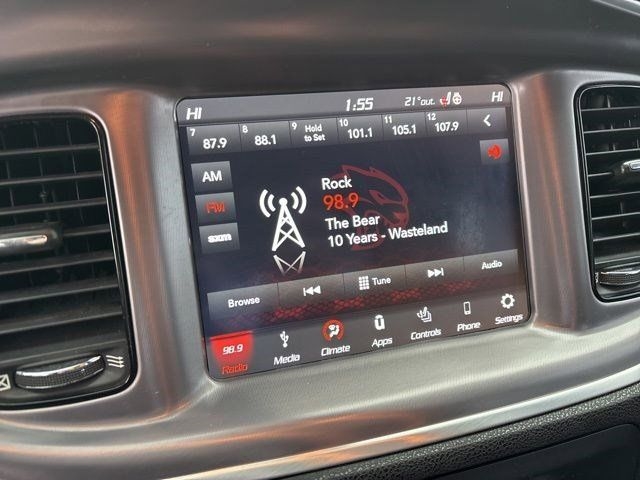 HI 1:55 21°out. HI
7 8 9 10 11 12
87.9 88.1 Hold to Set 101.1 105.1 107.9
AM
FM
SXM
Rock
98.9
The Bear
10 Years - Wasteland
Browse Tune Audio
98.9
Radio Media Climate Apps Controls Phone Settings